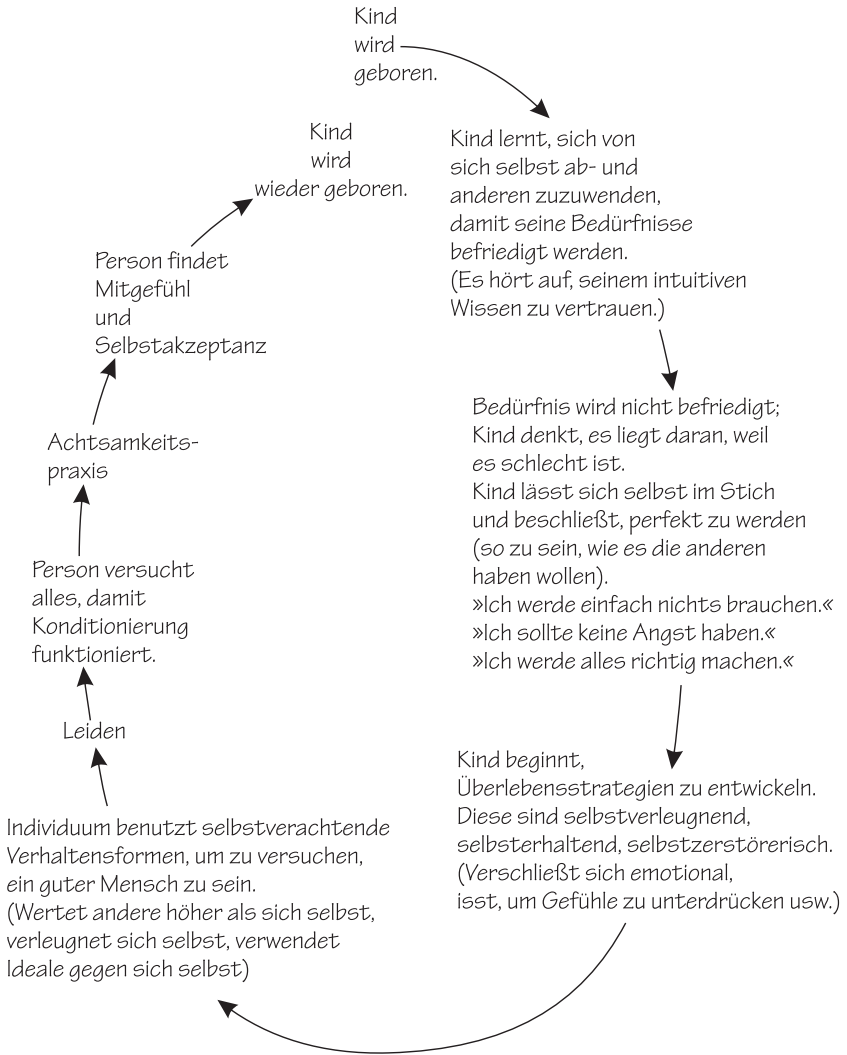 Kind
wird
geboren.
Kind lernt, sich von
sich selbst ab- und
anderen zuzuwenden,
damit seine Bedürfnisse
befriedigt werden.
(Es hört auf, seinem intuitiven
Wissen zu vertrauen.)
Bedürfnis wird nicht befriedigt;
Kind denkt, es liegt daran, weil
es schlecht ist.
Kind lässt sich selbst im Stich
und beschließt, perfekt zu werden
(so zu sein, wie es die anderen
haben wollen).
»Ich werde einfach nichts brauchen.«
»Ich sollte keine Angst haben.«
»Ich werde alles richtig machen.«
Kind beginnt,
Überlebensstrategien zu entwickeln.
Diese sind selbstverleugnend,
selbsterhaltend, selbstzerstörerisch.
(Verschließt sich emotional,
isst, um Gefühle zu unterdrücken usw.)
Individuum benutzt selbstverachtende
Verhaltensformen, um zu versuchen,
ein guter Mensch zu sein.
(Wertet andere höher als sich selbst,
verleugnet sich selbst, verwendet
Ideale gegen sich selbst)
Leiden
Person versucht
alles, damit
Konditionierung
funktioniert.
Achtsamkeits-
praxis
Person findet
Mitgefühl
und
Selbstakzeptanz
Kind
wird
wieder geboren.